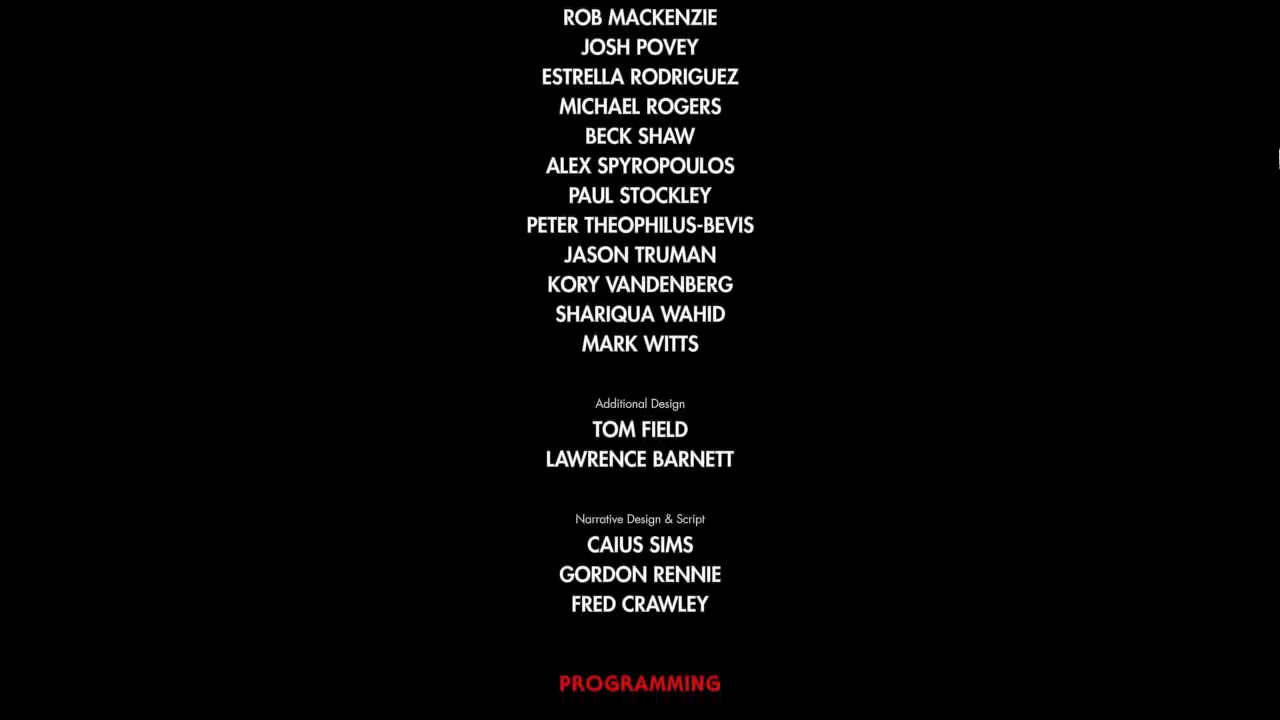 ROB MACKENZIE
JOSH POVEY
ESTRELLA RODRIGUEZ
MICHAEL ROGERS
BECK SHAW
ALEX SPYROPOULOS
PAUL STOCKLEY
PETER THEOPHILUS-BEVIS
JASON TRUMAN
KORY VANDENBERG
SHARIQUA WAHID
MARK WITTS
Additional Design
TOM FIELD
LAWRENCE BARNETT
Narrative Design & Script
CAIUS SIMS
GORDON RENNIE
FRED CRAWLEY
PROGRAMMING